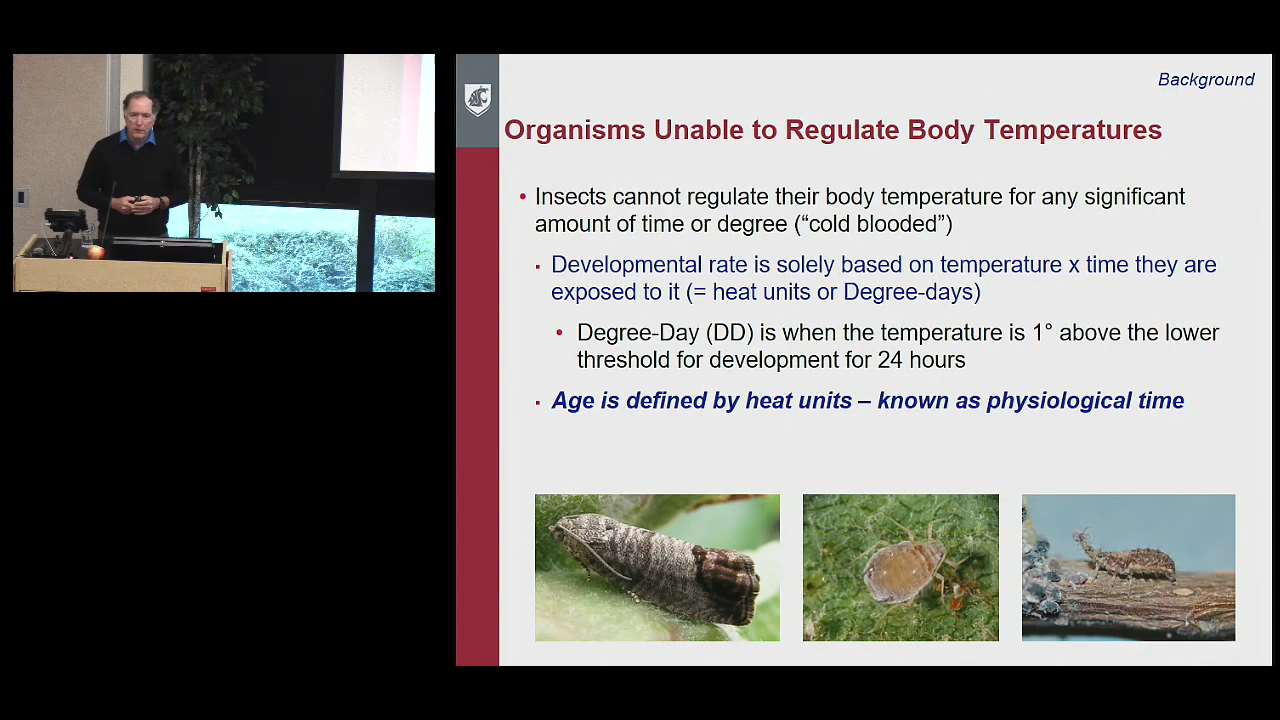 Background
Organisms Unable to Regulate Body Temperatures
• Insects cannot regulate their body temperature for any significant
amount of time or degree (“cold blooded”)
▪ Developmental rate is solely based on temperature x time they are
exposed to it (= heat units or Degree-days)
• Degree-Day (DD) is when the temperature is 1° above the lower
threshold for development for 24 hours
▪ Age is defined by heat units – known as physiological time